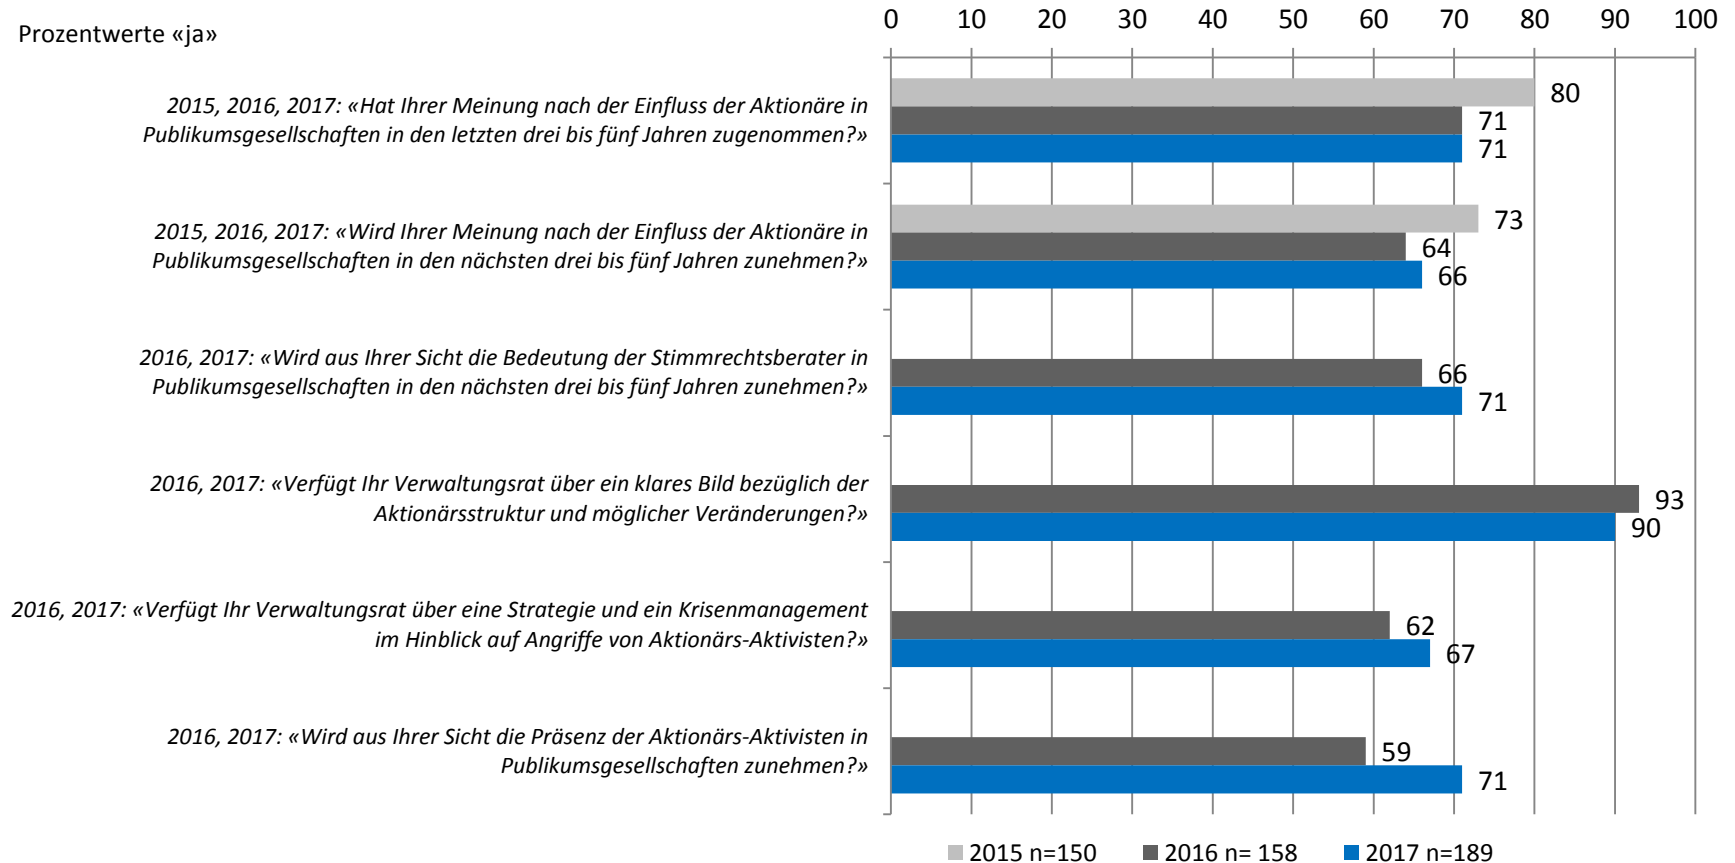 0 10 20 30 40 50 60 70 80 90 100
Prozentwerte «ja»
2015, 2016, 2017: «Hat Ihrer Meinung nach der Einfluss der Aktionäre in
Publikumsgesellschaften in den letzten drei bis fünf Jahren zugenommen?»
80
71
71
2015, 2016, 2017: «Wird Ihrer Meinung nach der Einfluss der Aktionäre in
Publikumsgesellschaften in den nächsten drei bis fünf Jahren zunehmen?»
73
64
66
2016, 2017: «Wird aus Ihrer Sicht die Bedeutung der Stimmrechtsberater in
Publikumsgesellschaften in den nächsten drei bis fünf Jahren zunehmen?»
66
71
2016, 2017: «Verfügt Ihr Verwaltungsrat über ein klares Bild bezüglich der
Aktionärsstruktur und möglicher Veränderungen?»
93
90
2016, 2017: «Verfügt Ihr Verwaltungsrat über eine Strategie und ein Krisenmanagement
im Hinblick auf Angriffe von Aktionärs-Aktivisten?»
62
67
2016, 2017: «Wird aus Ihrer Sicht die Präsenz der Aktionärs-Aktivisten in
Publikumsgesellschaften zunehmen?»
59
71
2015 n=150 2016 n= 158 2017 n=189